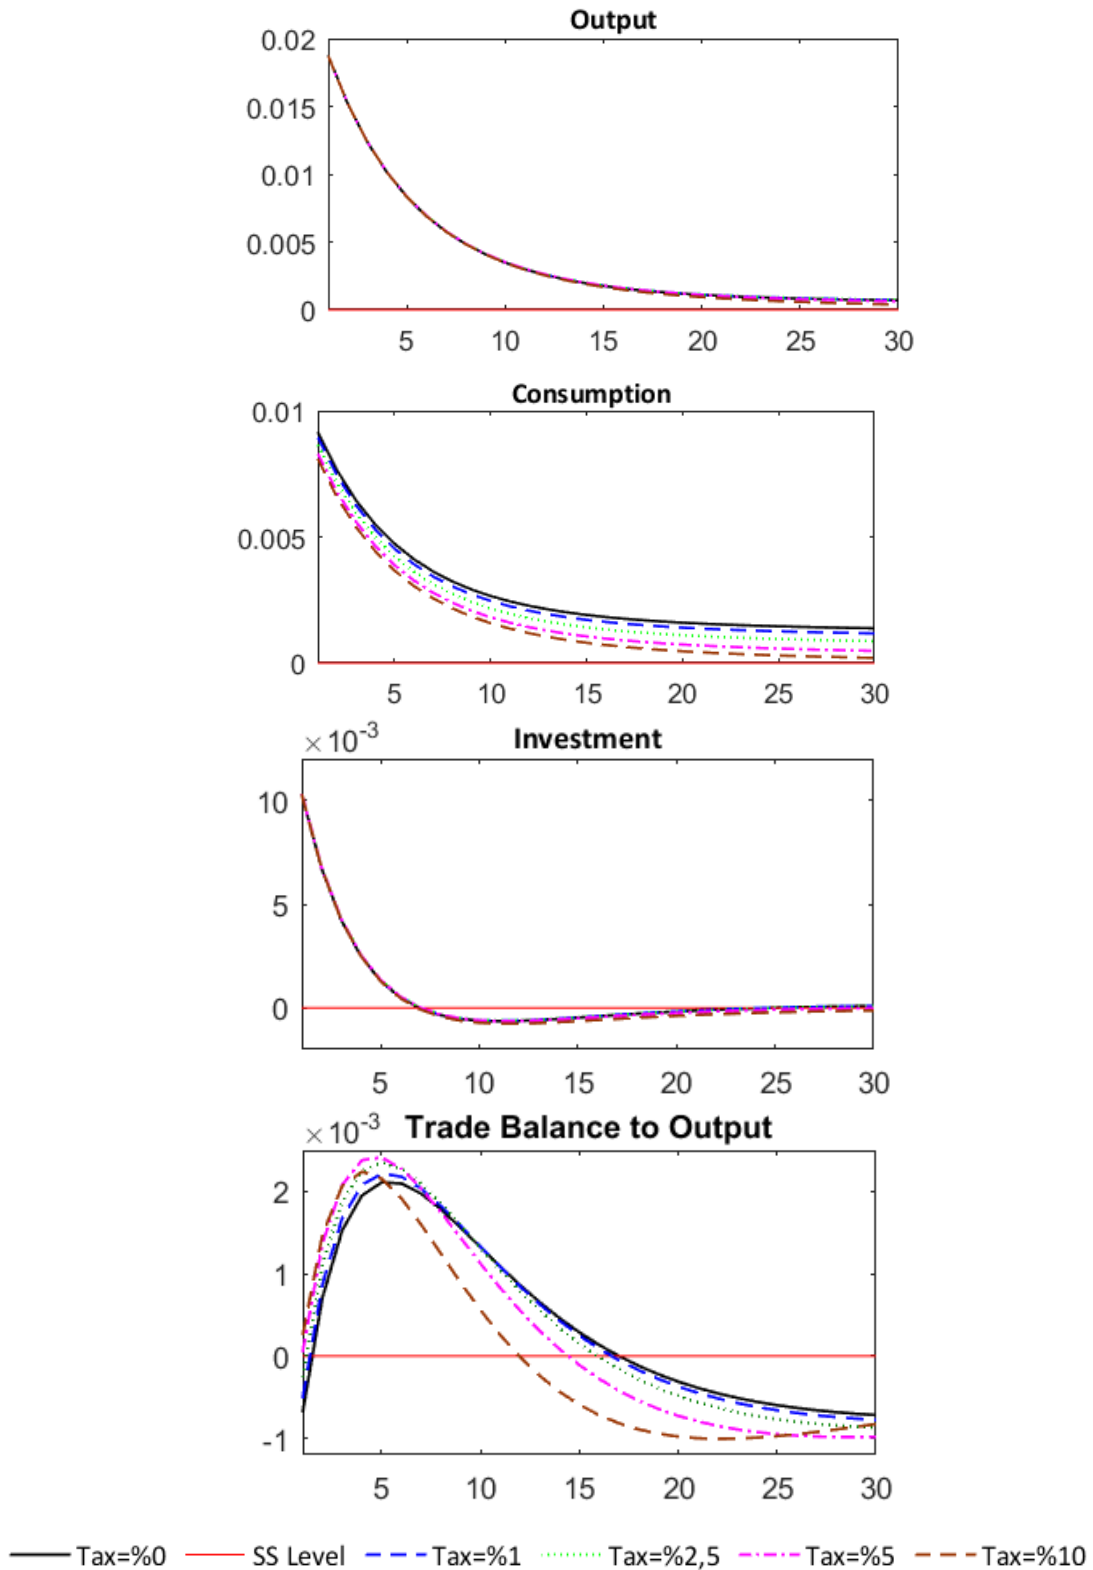 Output
0.02
0.015
0.01
0.005
0
5 10 15 20 25 30
Consumption
0.01
0.005
0
5 10 15 20 25 30
×10-3 Investment
10
5
0
5 10 15 20 25 30
×10-3 Trade Balance to Output
2
1
0
-1
5 10 15 20 25 30
Tax=%0 SS Level Tax=%1 Tax=%2,5 Tax=%5 Tax=%10